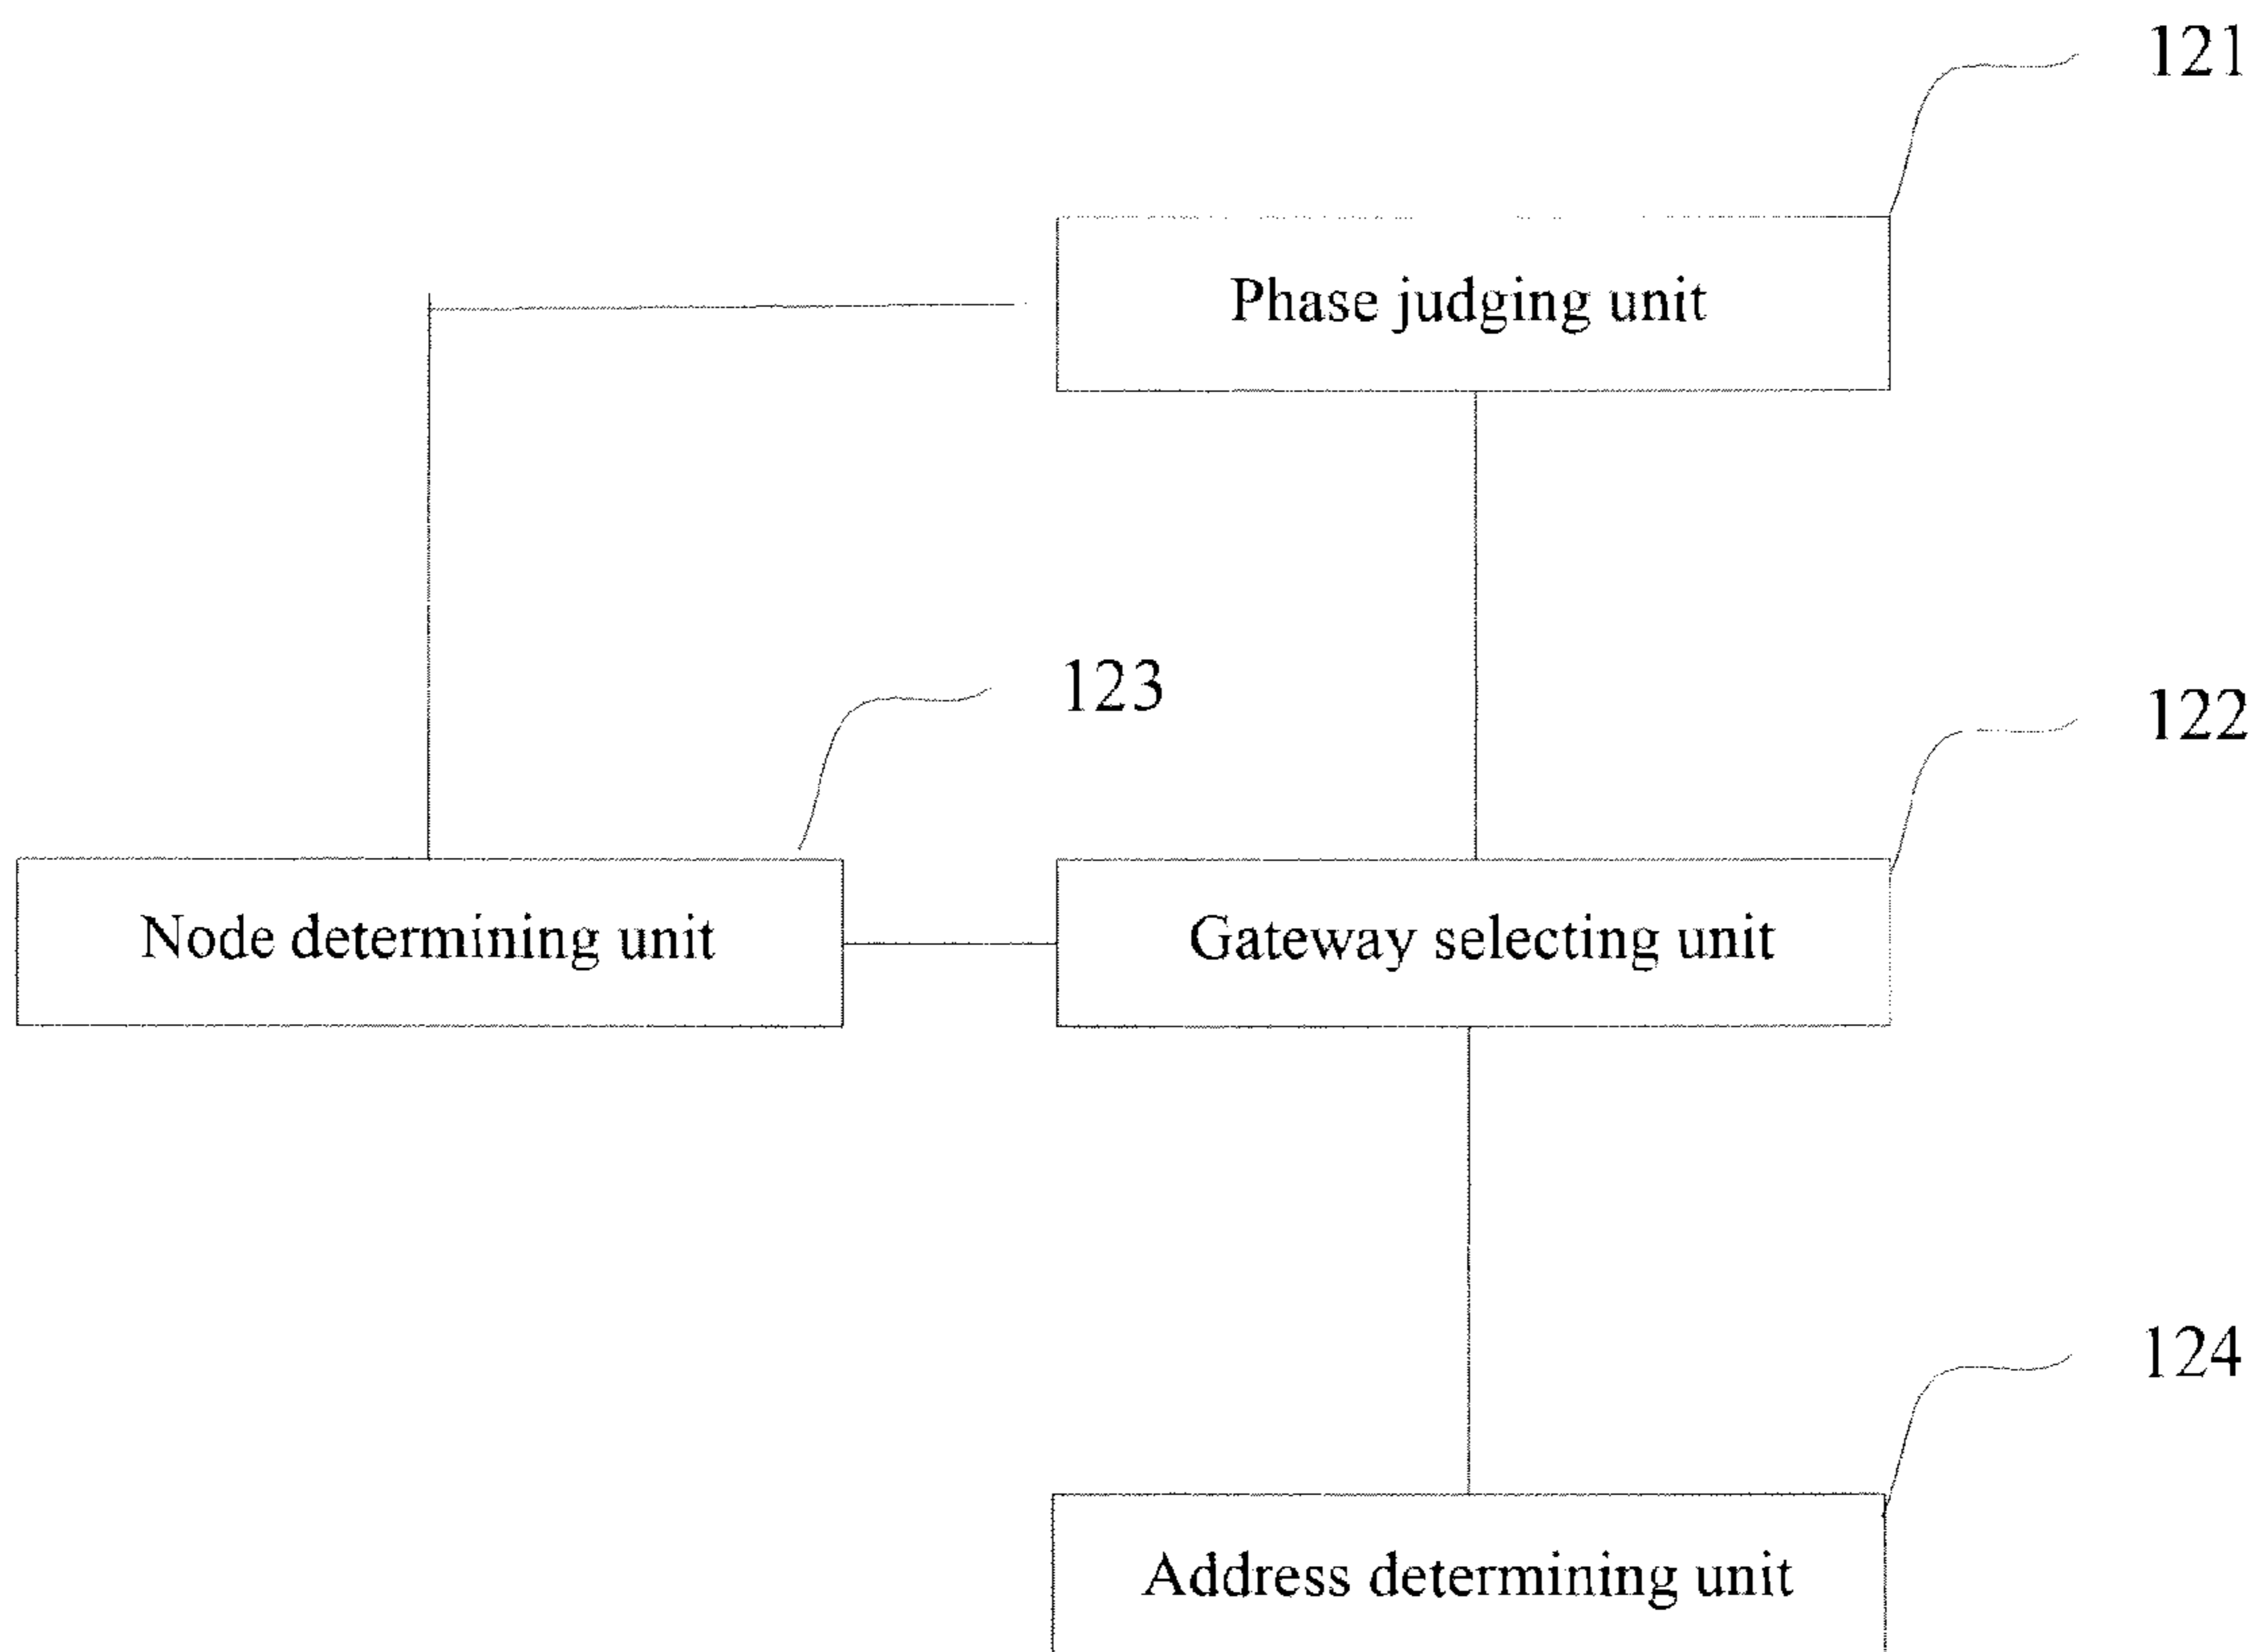 121
Phase judging unit
123
122
Node determining unit
Gateway selecting unit
124
Address determining unit